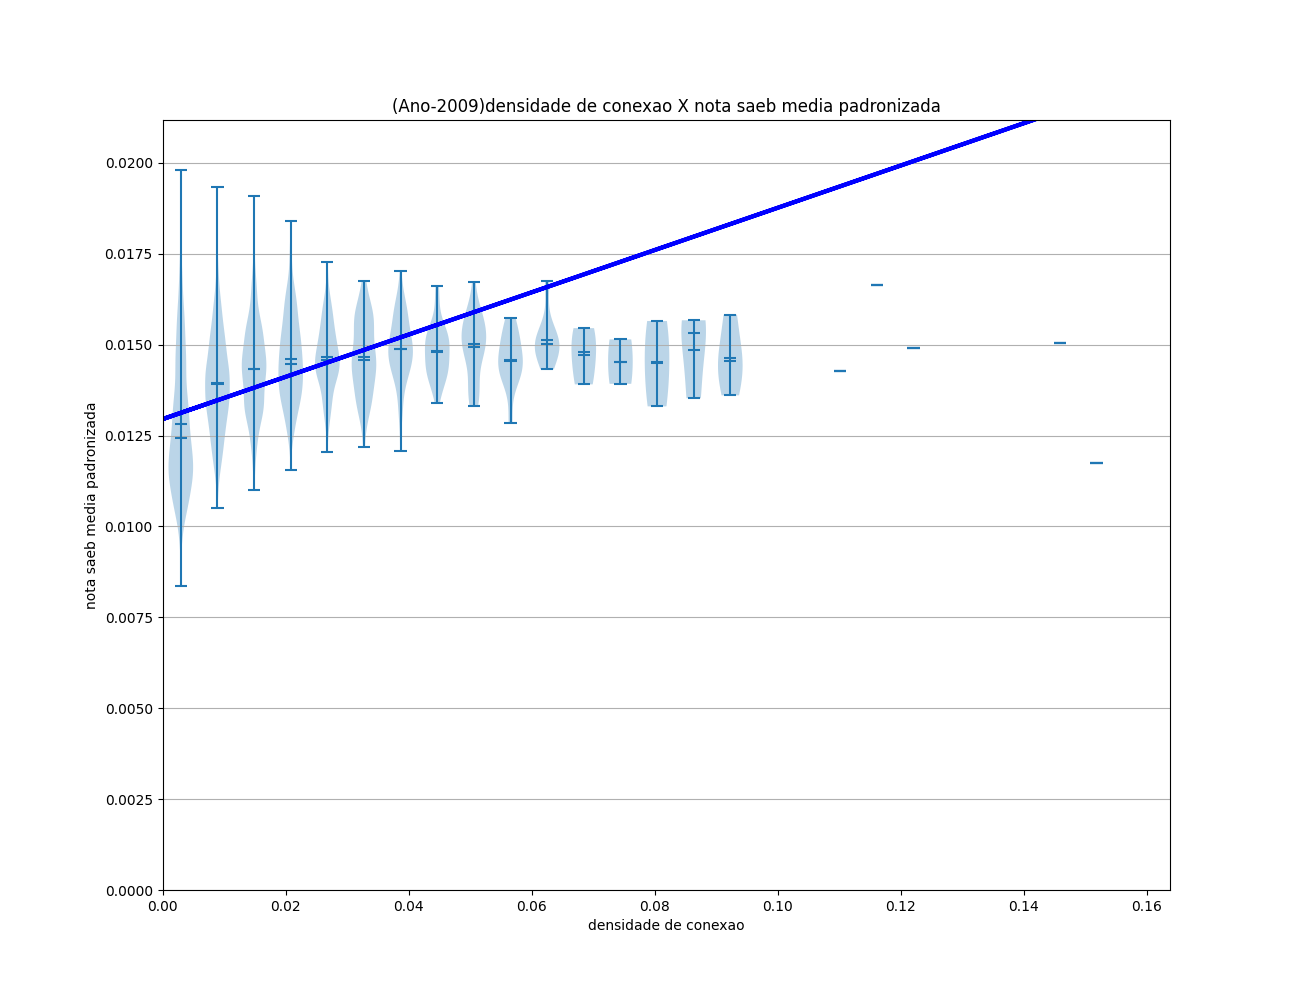 (Ano-2009)densidade de conexao X nota saeb media padronizada
0.0200
0.0175
0.0150
0.0125
0.0100
0.0075
0.0050
0.0025
0.0000
nota saeb media padronizada
0.00 0.02 0.04 0.06 0.08 0.10 0.12 0.14 0.16
densidade de conexao